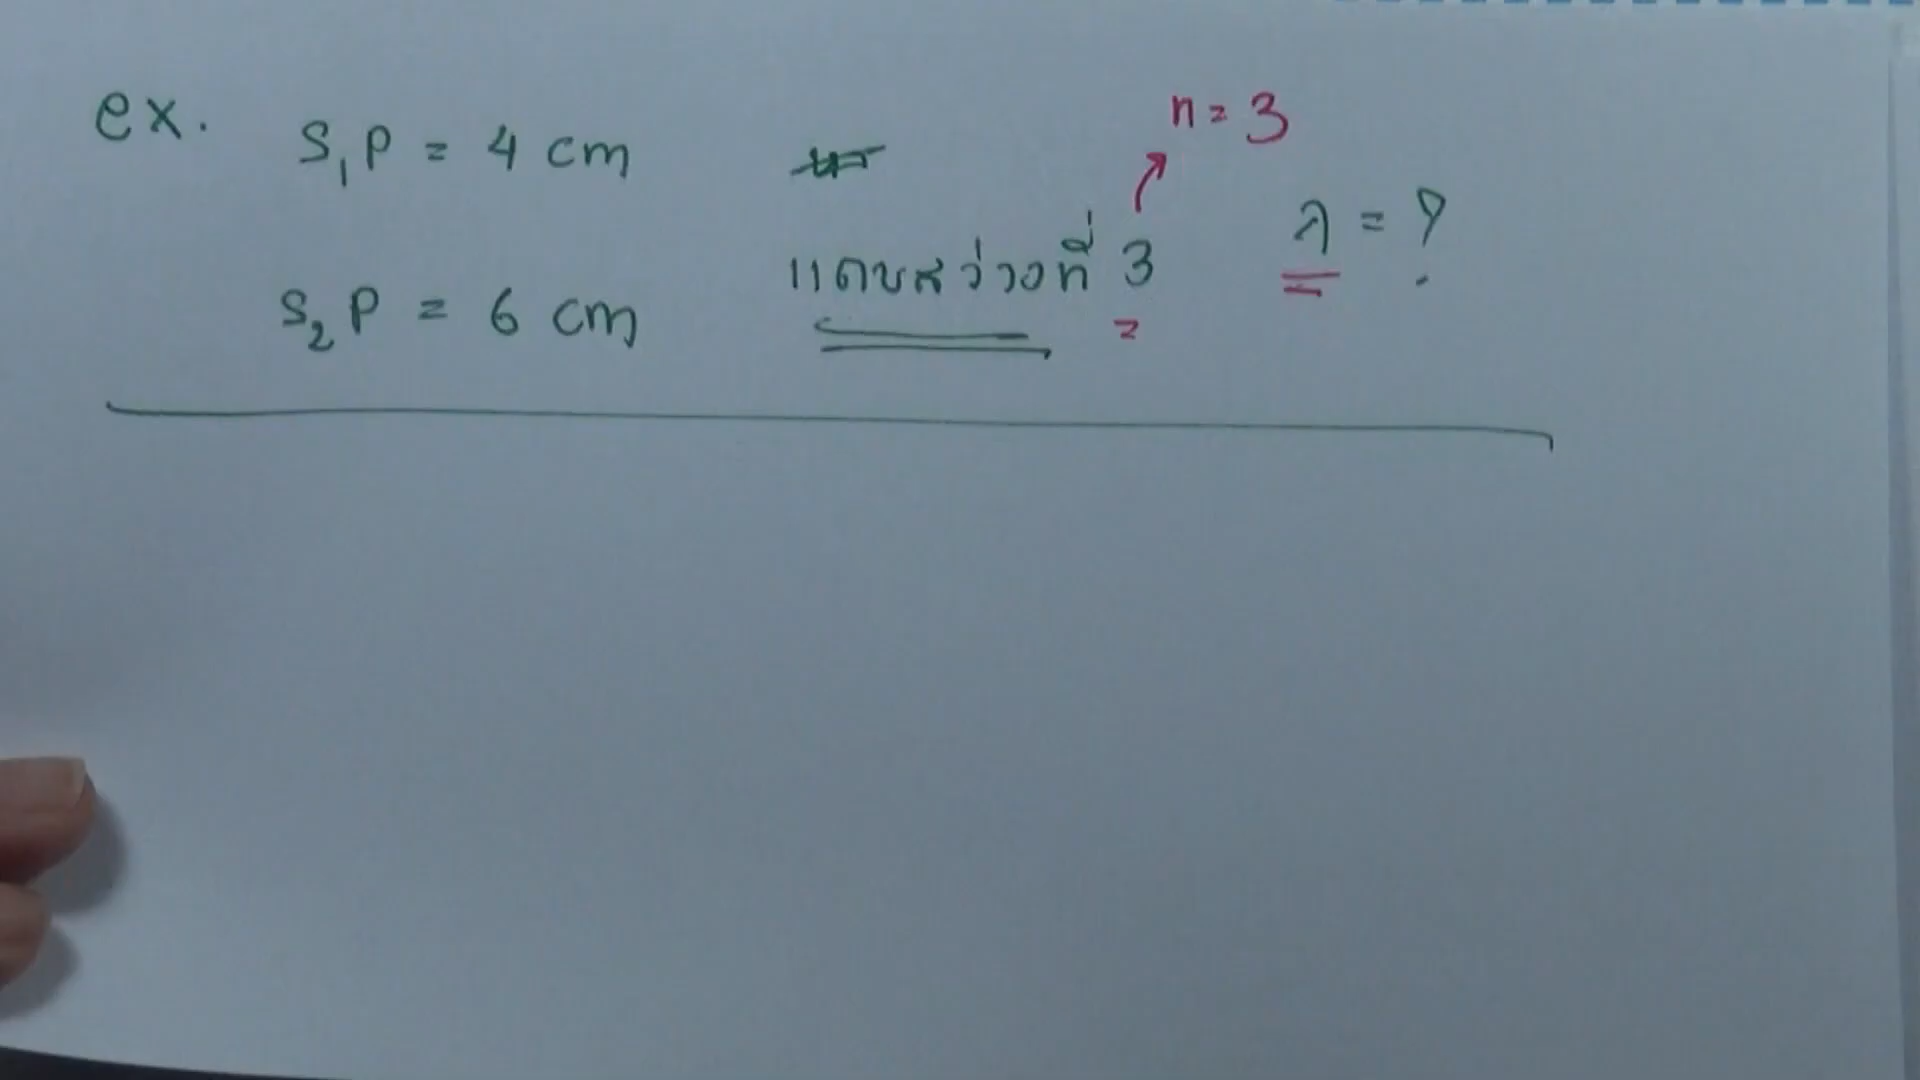 ex.
S₁P = 4 cm
n = 3
แถบสว่างที่ 3
λ = ?
S₂P = 6 cm